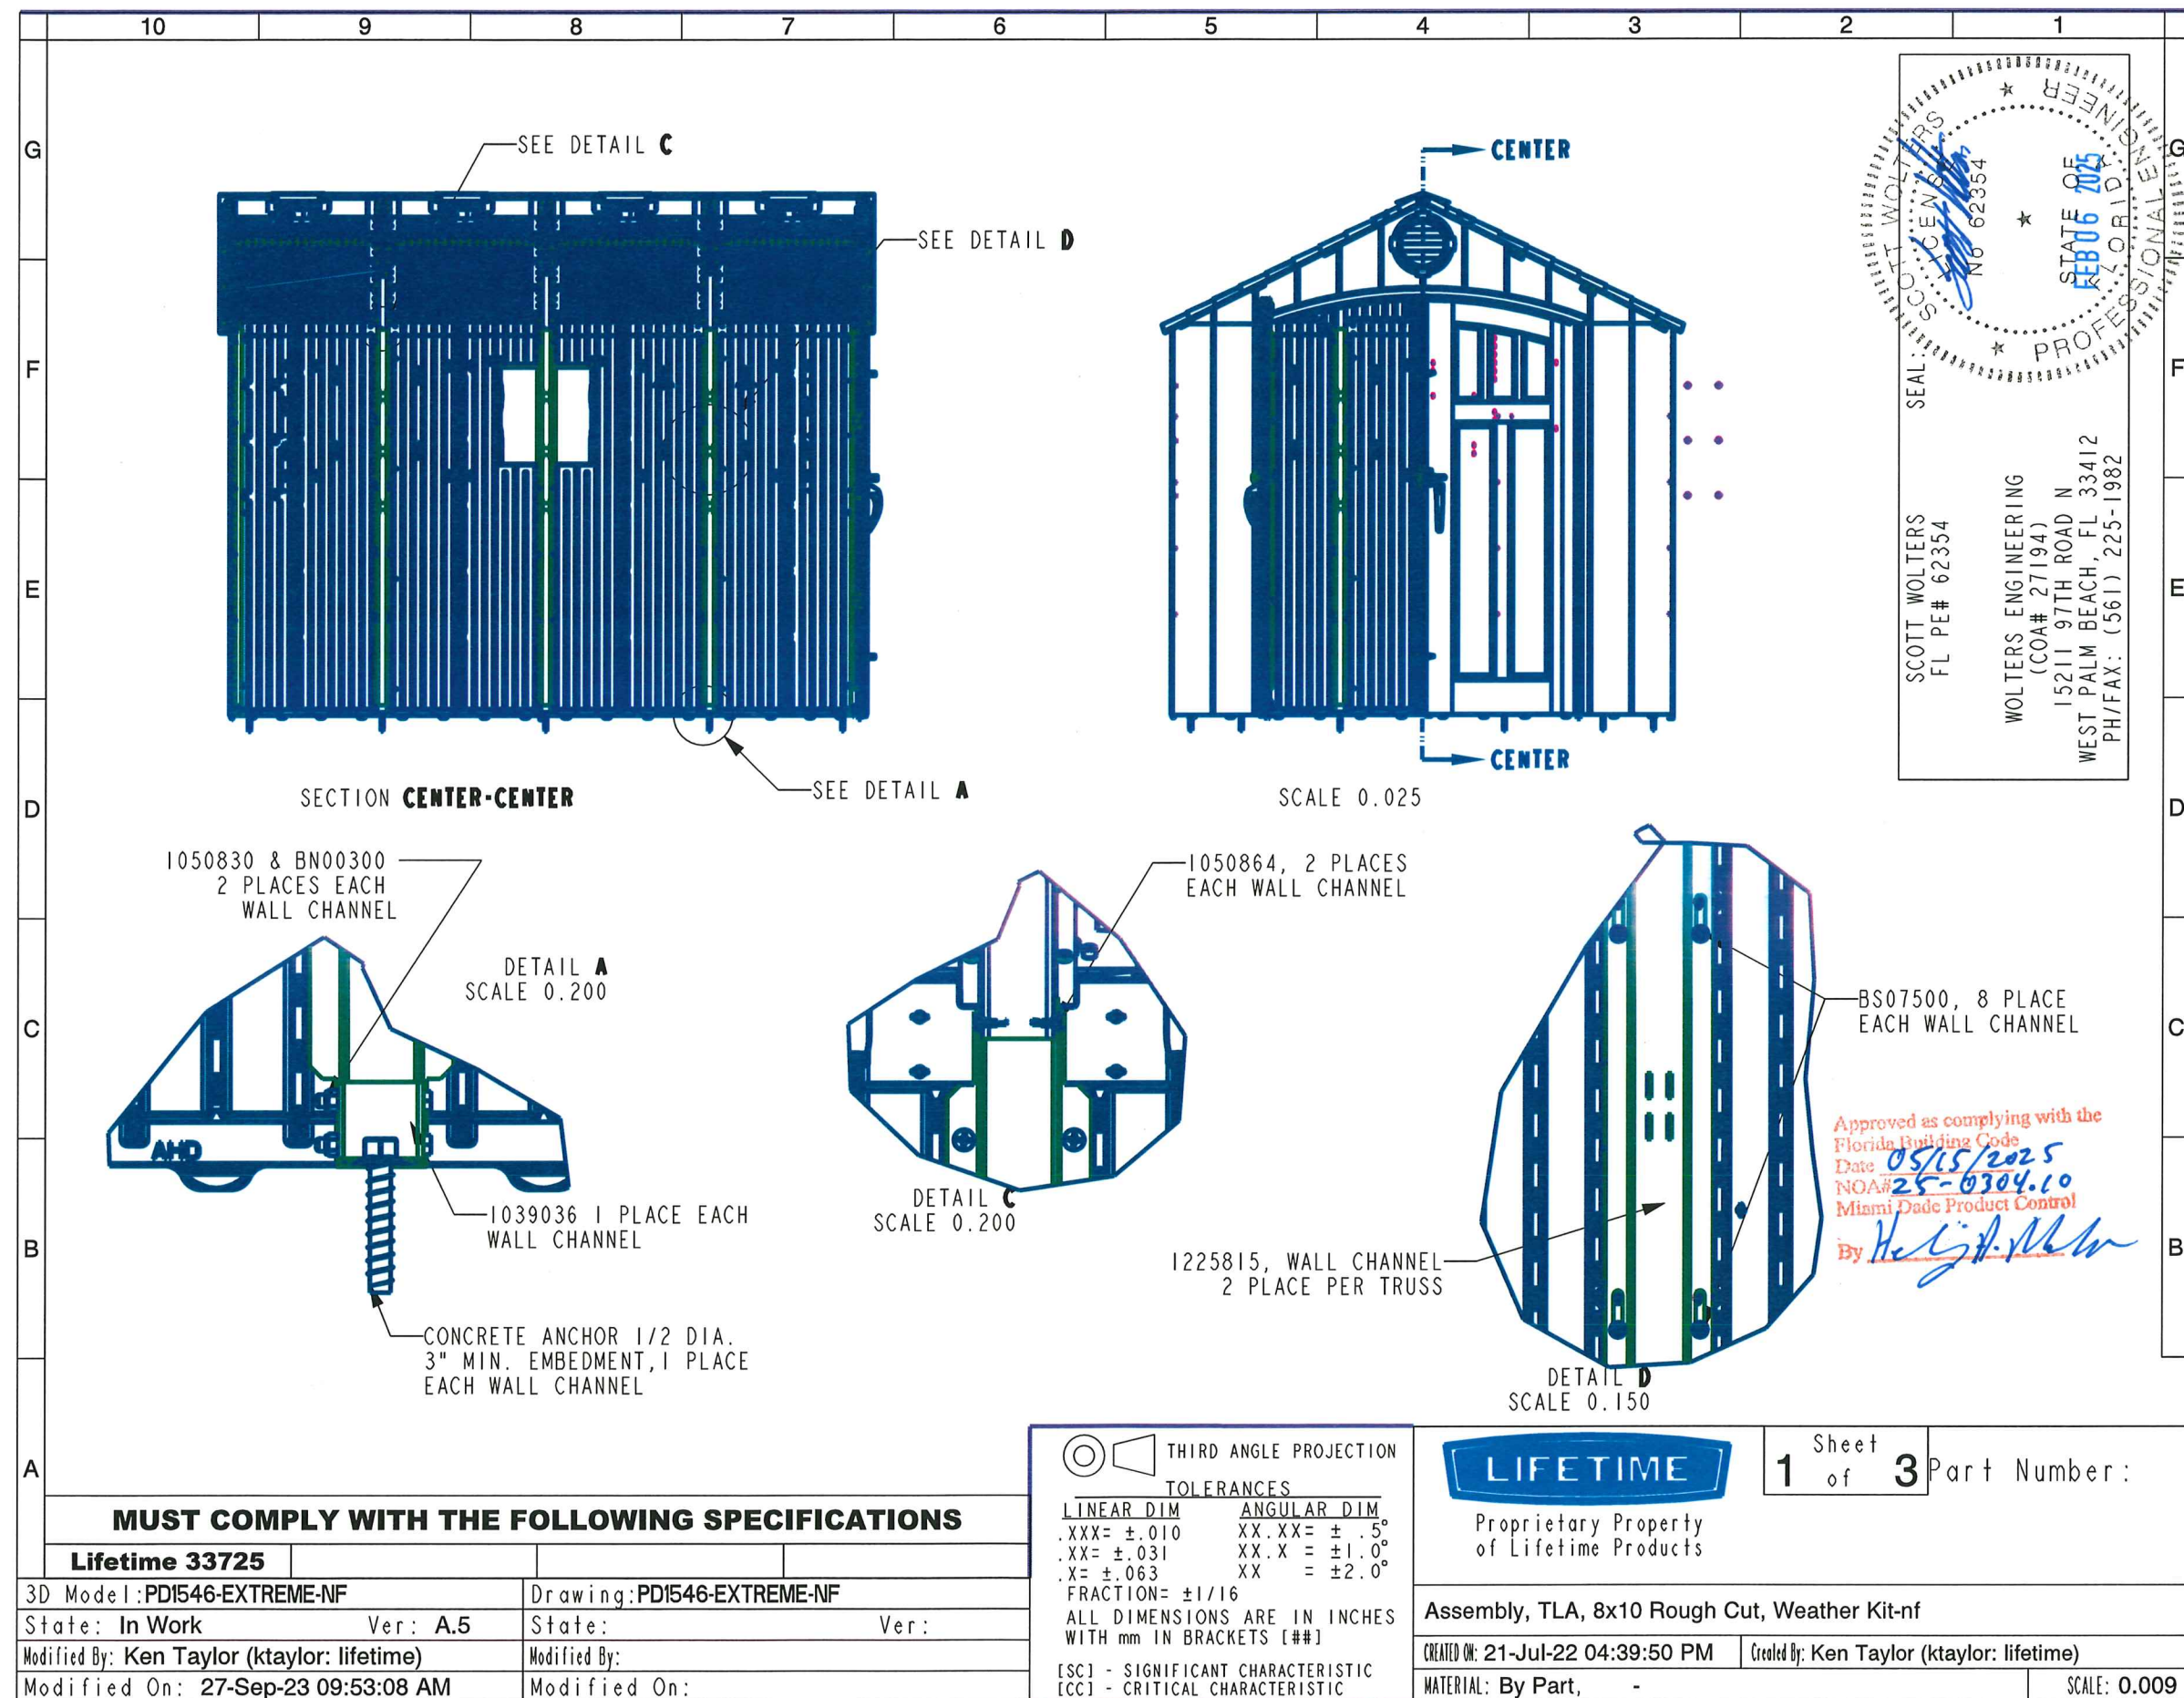 10 9 8 7 6 5 4 3 2 1
G
F
E
D
C
B
A
G
F
E
D
C
B
SEE DETAIL C
SEE DETAIL D
CENTER
CENTER
SECTION CENTER-CENTER
SEE DETAIL A
SCALE 0.025
SEAL:
SCOTT WOLTERS
LICENSE
No 62354
STATE OF
FLORIDA
PROFESSIONAL ENGINEER
FEB 06 2025
SCOTT WOLTERS
FL PE# 62354
WOLTERS ENGINEERING
(COA# 27194)
15211 97TH ROAD N
WEST PALM BEACH, FL 33412
PH/FAX: (561) 225-1982
1050830 & BN00300
2 PLACES EACH
WALL CHANNEL
DETAIL A
SCALE 0.200
AHD
1039036 1 PLACE EACH
WALL CHANNEL
CONCRETE ANCHOR 1/2 DIA.
3" MIN. EMBEDMENT, 1 PLACE
EACH WALL CHANNEL
1050864, 2 PLACES
EACH WALL CHANNEL
DETAIL C
SCALE 0.200
BS07500, 8 PLACE
EACH WALL CHANNEL
1225815, WALL CHANNEL
2 PLACE PER TRUSS
DETAIL D
SCALE 0.150
Approved as complying with the
Florida Building Code
Date 05/15/2025
NOA# 25-0304.10
Miami Dade Product Control
By
MUST COMPLY WITH THE FOLLOWING SPECIFICATIONS
Lifetime 33725
3D Model: PD1546-EXTREME-NF
Drawing: PD1546-EXTREME-NF
State: In Work Ver: A.5
State: Ver:
Modified By: Ken Taylor (ktaylor: lifetime)
Modified By:
Modified On: 27-Sep-23 09:53:08 AM
Modified On:
THIRD ANGLE PROJECTION
TOLERANCES
LINEAR DIM ANGULAR DIM
.XXX= ±.010 XX.XX= ± .5°
.XX= ±.031 XX.X = ±1.0°
.X= ±.063 XX = ±2.0°
FRACTION= ±1/16
ALL DIMENSIONS ARE IN INCHES
WITH mm IN BRACKETS [##]
[SC] - SIGNIFICANT CHARACTERISTIC
[CC] - CRITICAL CHARACTERISTIC
LIFETIME
Proprietary Property
of Lifetime Products
Sheet
1 of 3
Part Number:
Assembly, TLA, 8x10 Rough Cut, Weather Kit-nf
CREATED ON: 21-Jul-22 04:39:50 PM
Created By: Ken Taylor (ktaylor: lifetime)
MATERIAL: By Part, -
SCALE: 0.009